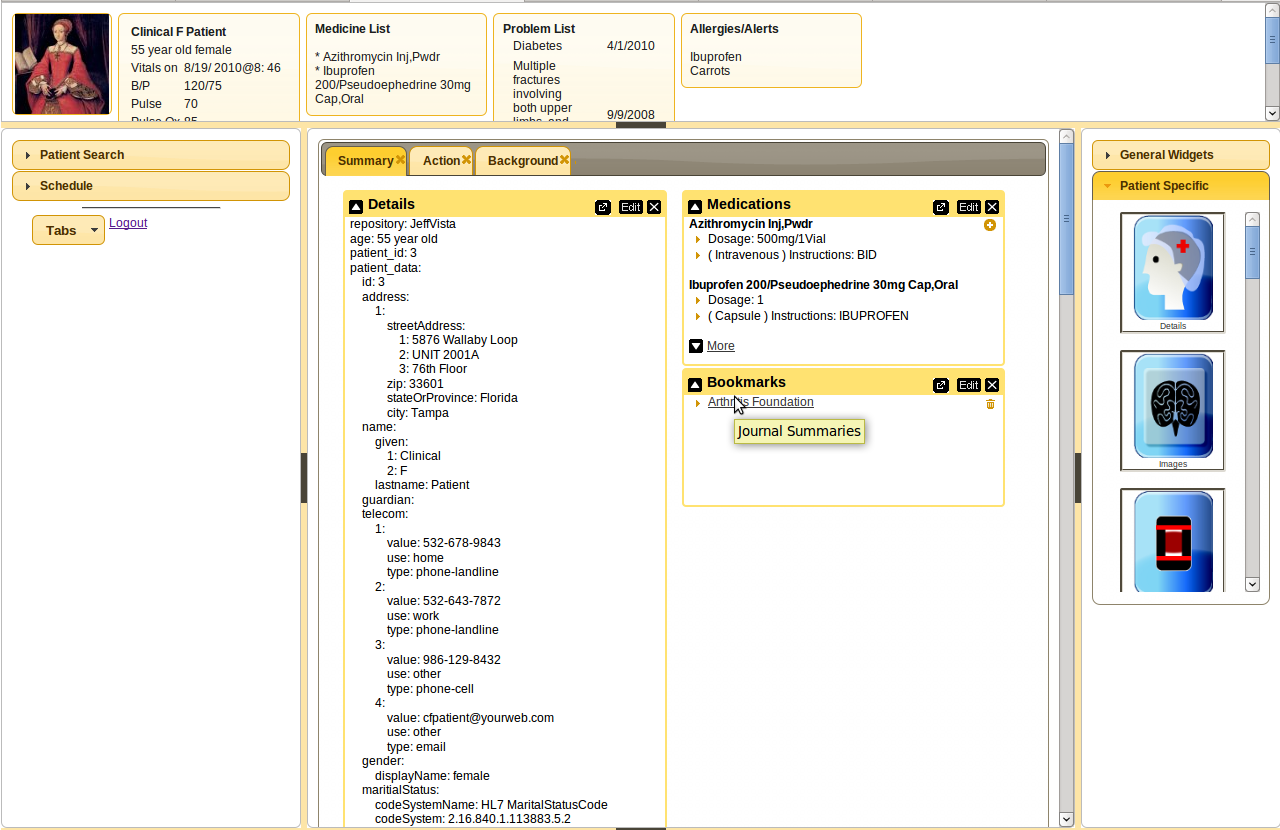 Clinical F Patient
55 year old female
Vitals on 8/19/ 2010@8: 46
B/P 120/75
Pulse 70
Pulse Ox 85
Medicine List
* Azithromycin Inj,Pwdr
* Ibuprofen
200/Pseudoephedrine 30mg
Cap,Oral
Problem List
Diabetes 4/1/2010
Multiple
fractures
involving
both upper
limbs, and 9/9/2008
Allergies/Alerts
Ibuprofen
Carrots
Patient Search
Schedule
Tabs
Logout
Summary
Action
Background
Details
Edit
repository: JeffVista
age: 55 year old
patient_id: 3
patient_data:
id: 3
address:
1:
streetAddress:
1: 5876 Wallaby Loop
2: UNIT 2001A
3: 76th Floor
zip: 33601
stateOrProvince: Florida
city: Tampa
name:
given:
1: Clinical
2: F
lastname: Patient
guardian:
telecom:
1:
value: 532-678-9843
use: home
type: phone-landline
2:
value: 532-643-7872
use: work
type: phone-landline
3:
value: 986-129-8432
use: other
type: phone-cell
4:
value: cfpatient@yourweb.com
use: other
type: email
gender:
displayName: female
maritialStatus:
codeSystemName: HL7 MaritalStatusCode
codeSystem: 2.16.840.1.113883.5.2
Medications
Edit
Azithromycin Inj,Pwdr
Dosage: 500mg/1Vial
( Intravenous ) Instructions: BID
Ibuprofen 200/Pseudoephedrine 30mg Cap,Oral
Dosage: 1
( Capsule ) Instructions: IBUPROFEN
More
Bookmarks
Edit
Arthritis Foundation
Journal Summaries
General Widgets
Patient Specific
Details
Images